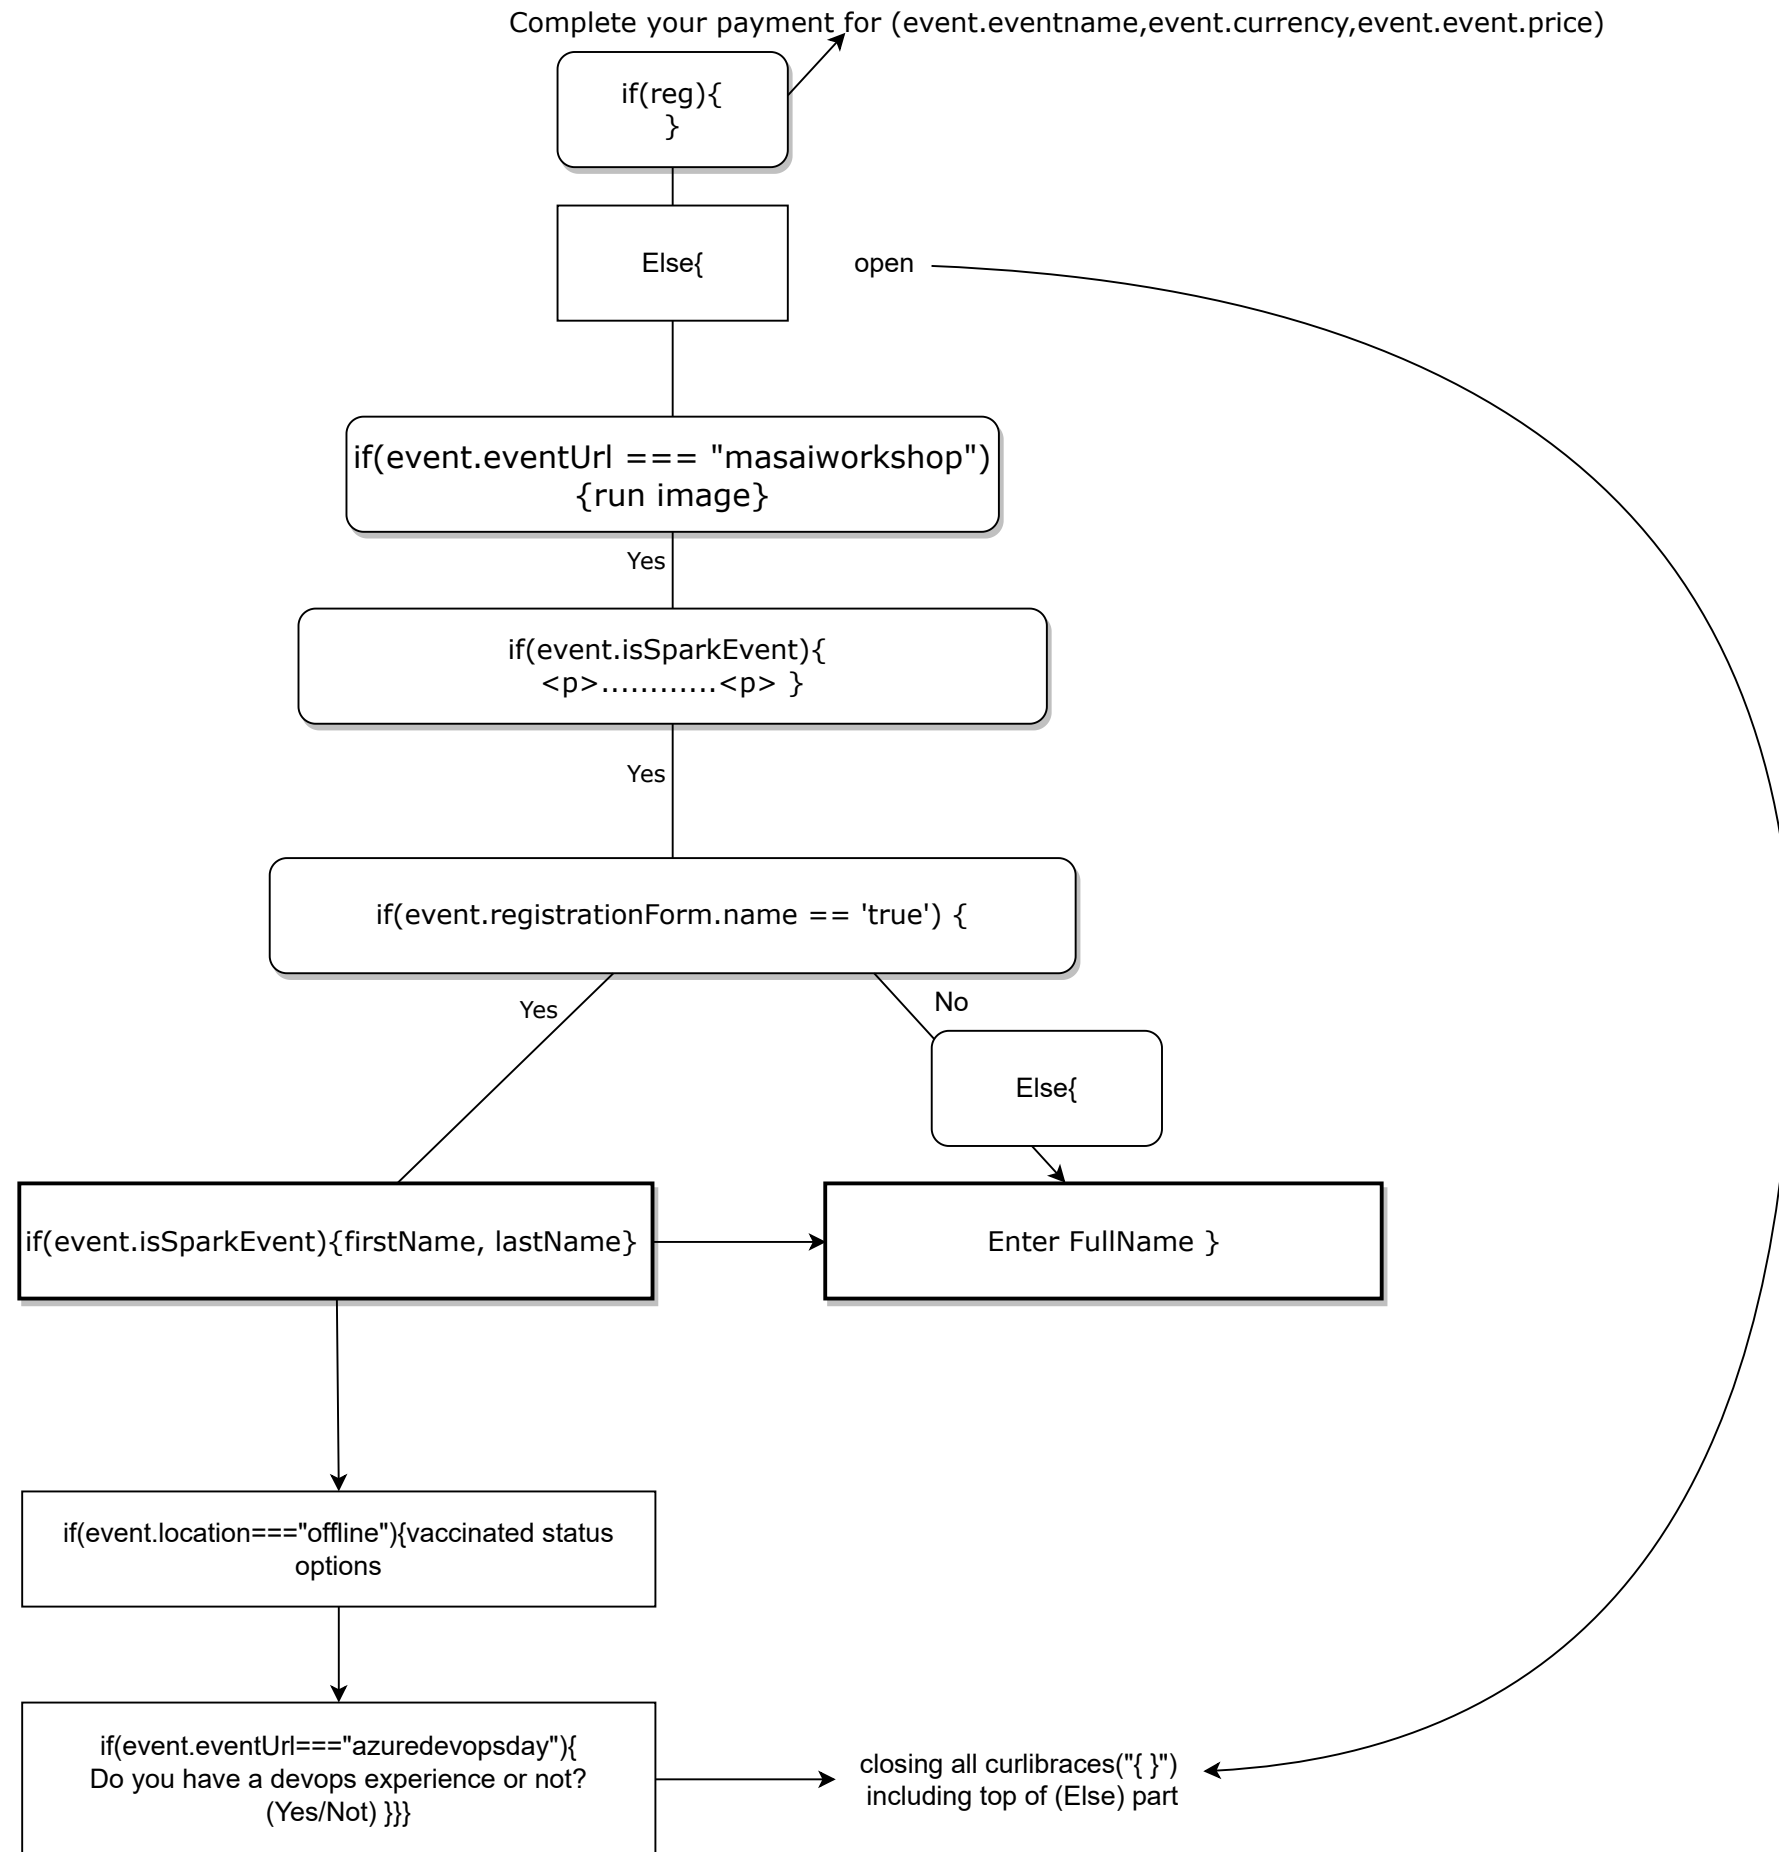 Complete your payment for (event.eventname,event.currency,event.event.price)
if(reg){
}
Else{
open
if(event.eventUrl === "masaiworkshop")
{run image}
Yes
if(event.isSparkEvent){
<p>............<p> }
Yes
if(event.registrationForm.name == 'true') {
Yes
No
Else{
if(event.isSparkEvent){firstName, lastName}
Enter FullName }
if(event.location==="offline"){vaccinated status
options
if(event.eventUrl==="azuredevopsday"){
Do you have a devops experience or not?
(Yes/Not) }}}
closing all curlibraces("{ }")
including top of (Else) part